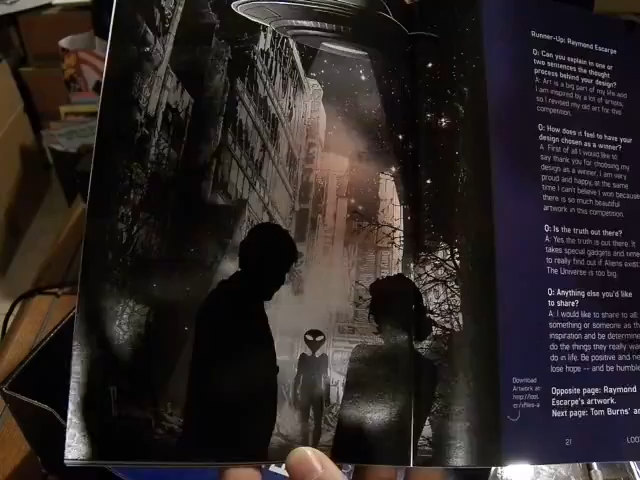 Runner-Up: Raymond Escarpe
Q: Can you explain in one or
two sentences the thought
process behind your design?
A: Art is a big part of my life and
I am inspired by a lot of artists,
so I revised my old art for this
competition.
Q: How does it feel to have your
design chosen as a winner?
A: First of all I would like to
say thank you for choosing my
design as a winner, I am very
proud and happy, at the same
time I can't believe I won because
there is so much beautiful
artwork in this competition.
Q: Is the truth out there?
A: Yes the truth is out there. It
takes special gadgets and
to really find out if Aliens exist.
The Universe is too big.
Q: Anything else you'd like
to share?
A: I would like to share to all
something or someone as
inspiration and be
do the things they really
do in life. Be positive and
lose hope -- and be humble
Download
Artwork
Opposite page: Raymond
Escarpe's artwork.
Next page: Tom Burns'
21